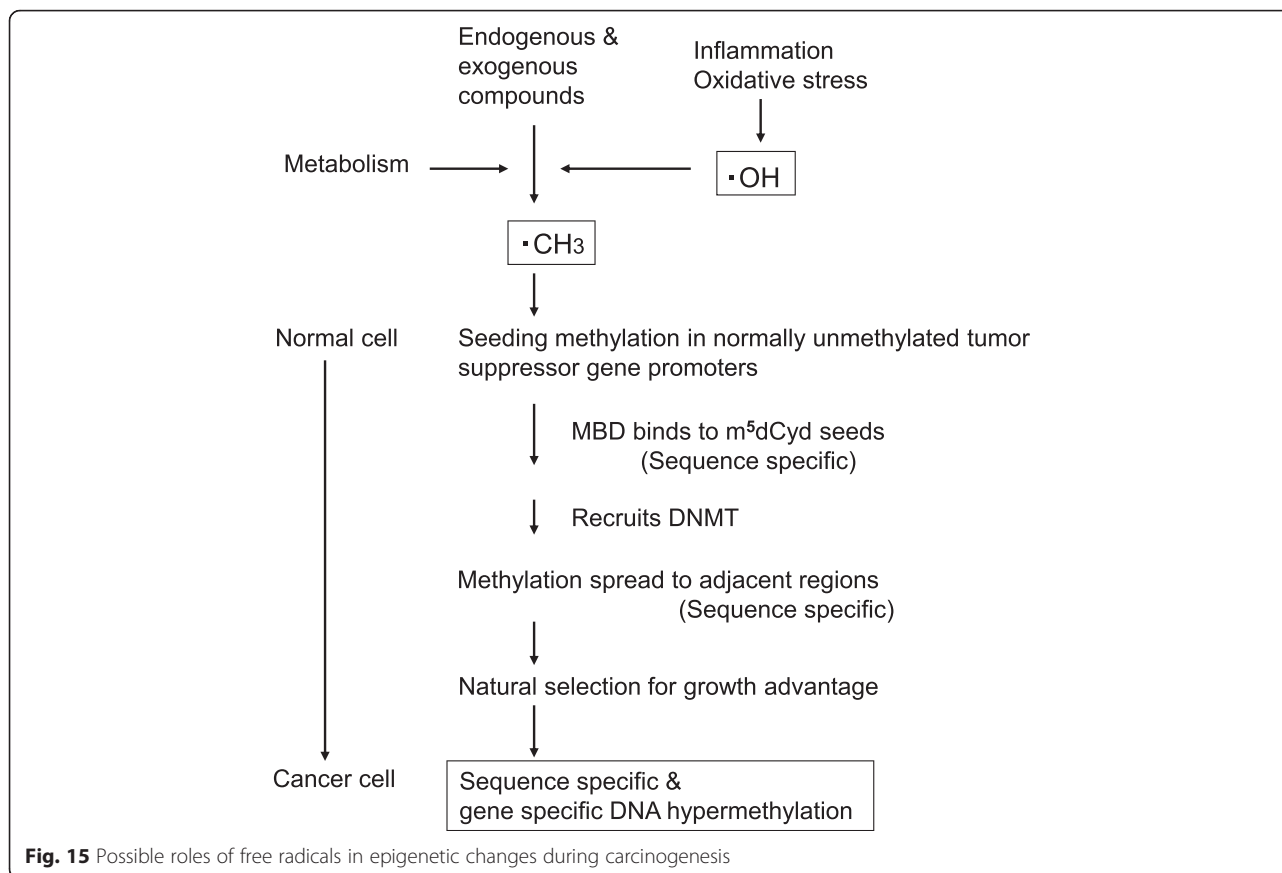 Endogenous &
exogenous
compounds
Inflammation
Oxidative stress
Metabolism
·OH
·CH3
Normal cell
Seeding methylation in normally unmethylated tumor
suppressor gene promoters
MBD binds to m⁵dCyd seeds
(Sequence specific)
Recruits DNMT
Methylation spread to adjacent regions
(Sequence specific)
Natural selection for growth advantage
Cancer cell
Sequence specific &
gene specific DNA hypermethylation
Fig. 15 Possible roles of free radicals in epigenetic changes during carcinogenesis